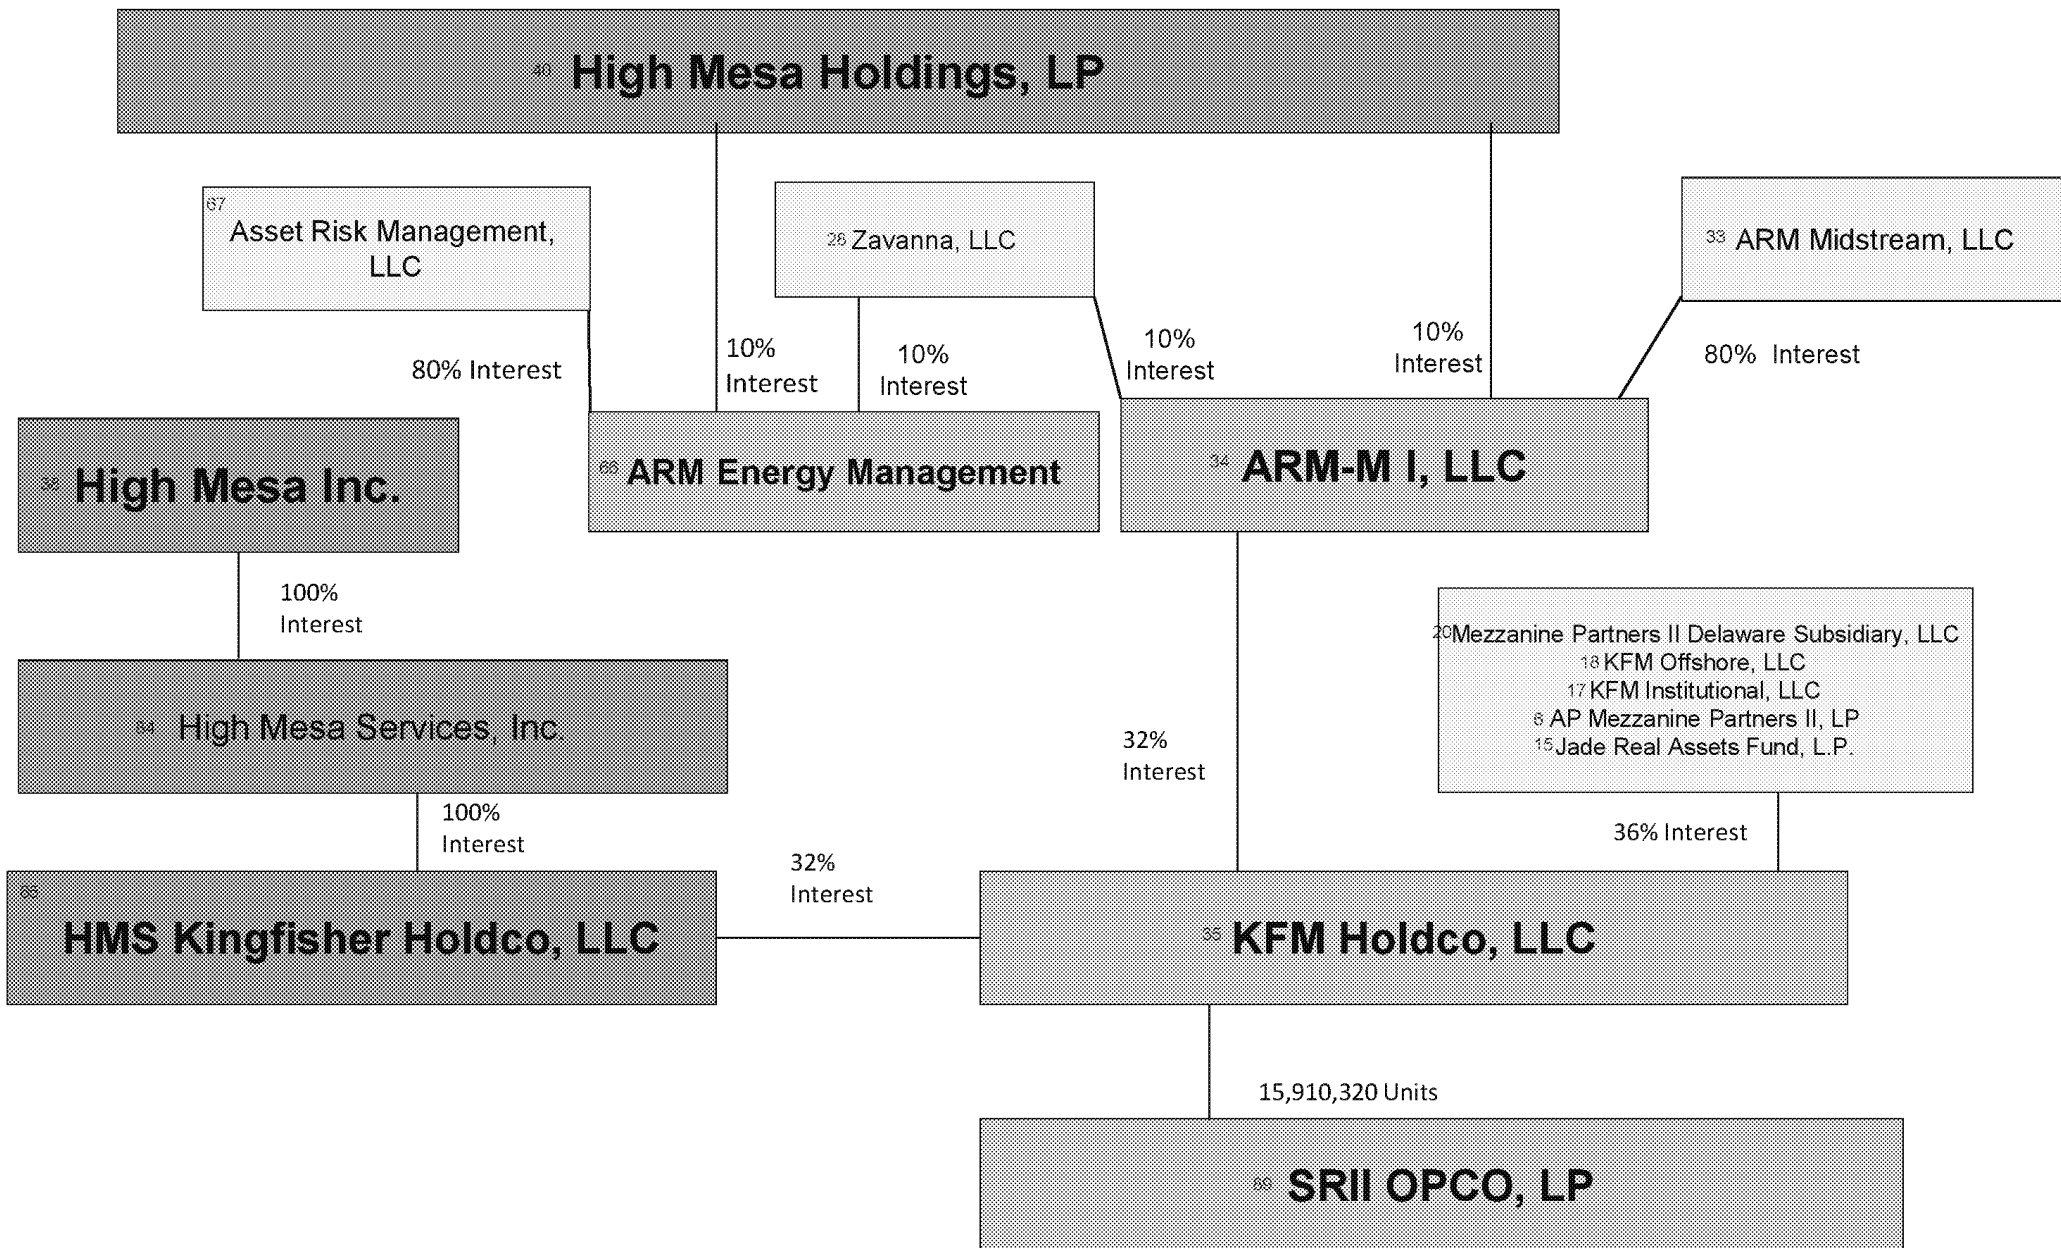 40 High Mesa Holdings, LP
67
Asset Risk Management,
LLC
28 Zavanna, LLC
33 ARM Midstream, LLC
80% Interest
10%
Interest
10%
Interest
10%
Interest
10%
Interest
80% Interest
High Mesa Inc.
66 ARM Energy Management
34 ARM-M I, LLC
100%
Interest
20 Mezzanine Partners II Delaware Subsidiary, LLC
18 KFM Offshore, LLC
17 KFM Institutional, LLC
6 AP Mezzanine Partners II, LP
15 Jade Real Assets Fund, L.P.
64 High Mesa Services, Inc.
32%
Interest
100%
Interest
36% Interest
32%
Interest
65
HMS Kingfisher Holdco, LLC
35 KFM Holdco, LLC
15,910,320 Units
SRII OPCO, LP